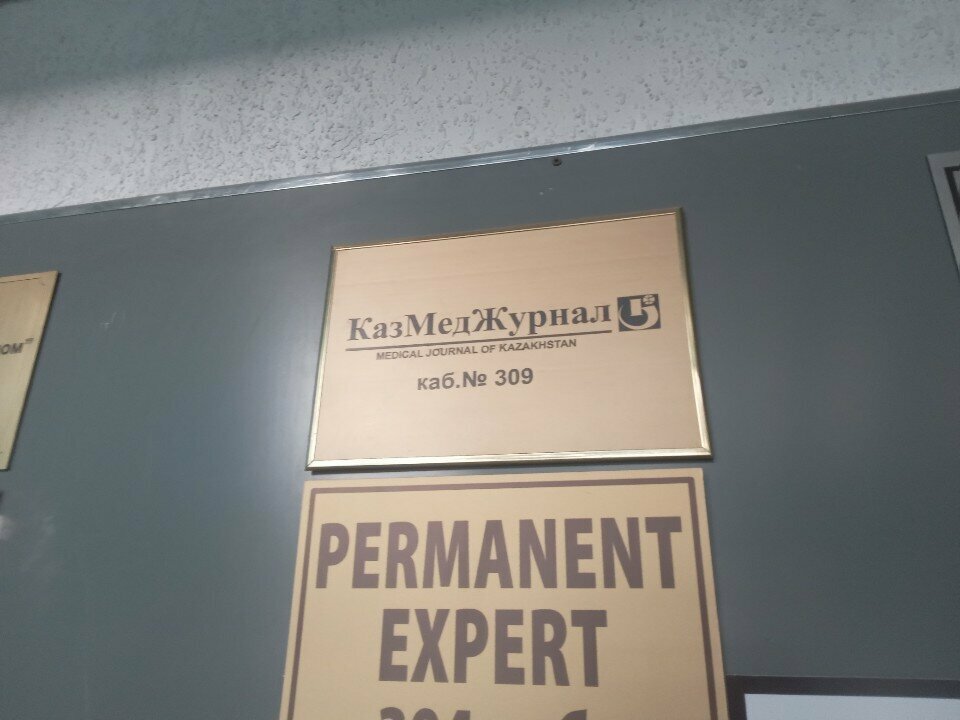 КазМедЖурнал
MEDICAL JOURNAL OF KAZAKHSTAN
каб.№ 309
PERMANENT
EXPERT